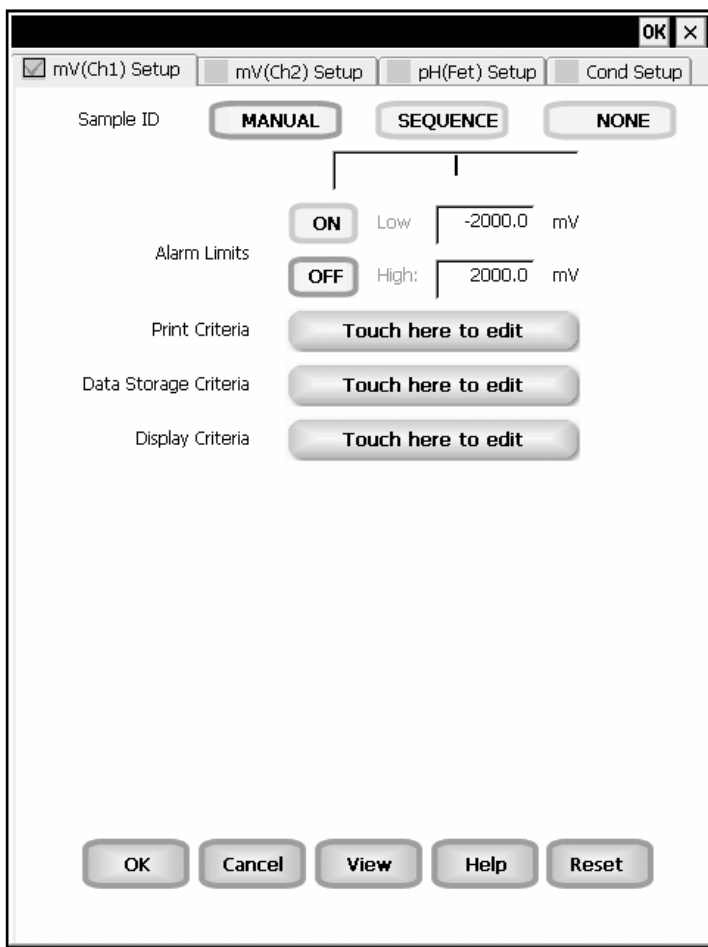 OK ×
mV(Ch1) Setup mV(Ch2) Setup pH(Fet) Setup Cond Setup
Sample ID MANUAL SEQUENCE NONE
ON Low -2000.0 mV
Alarm Limits
OFF High: 2000.0 mV
Print Criteria Touch here to edit
Data Storage Criteria Touch here to edit
Display Criteria Touch here to edit
OK Cancel View Help Reset